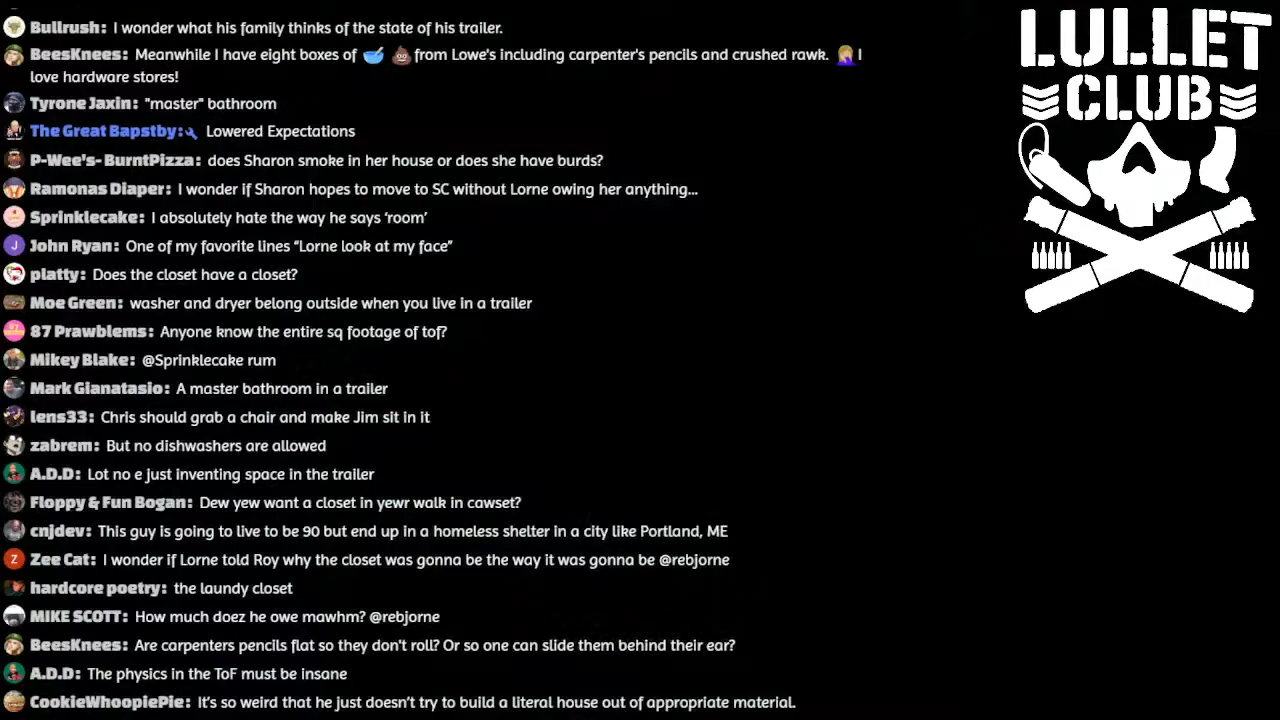 Bullrush: I wonder what his family thinks of the state of his trailer.
BeesKnees: Meanwhile I have eight boxes of 🥣 💩 from Lowe's including carpenter's pencils and crushed rawk. 🤦‍♀️ I
love hardware stores!
Tyrone Jaxin: "master" bathroom
The Great Bapstby: Lowered Expectations
P-Wee's- BurntPizza: does Sharon smoke in her house or does she have burds?
Ramonas Diaper: I wonder if Sharon hopes to move to SC without Lorne owing her anything...
Sprinklecake: I absolutely hate the way he says ‘room’
J John Ryan: One of my favorite lines “Lorne look at my face”
platty: Does the closet have a closet?
Moe Green: washer and dryer belong outside when you live in a trailer
87 Prawblems: Anyone know the entire sq footage of tof?
Mikey Blake: @Sprinklecake rum
Mark Gianatasio: A master bathroom in a trailer
lens33: Chris should grab a chair and make Jim sit in it
zabrem: But no dishwashers are allowed
A.D.D: Lot no e just inventing space in the trailer
Floppy & Fun Bogan: Dew yew want a closet in yewr walk in cawset?
cnjdev: This guy is going to live to be 90 but end up in a homeless shelter in a city like Portland, ME
Z Zee Cat: I wonder if Lorne told Roy why the closet was gonna be the way it was gonna be @rebjorne
hardcore poetry: the laundy closet
MIKE SCOTT: How much doez he owe mawhm? @rebjorne
BeesKnees: Are carpenters pencils flat so they don't roll? Or so one can slide them behind their ear?
A.D.D: The physics in the ToF must be insane
CookieWhoopiePie: It’s so weird that he just doesn’t try to build a literal house out of appropriate material.
LULLET
CLUB